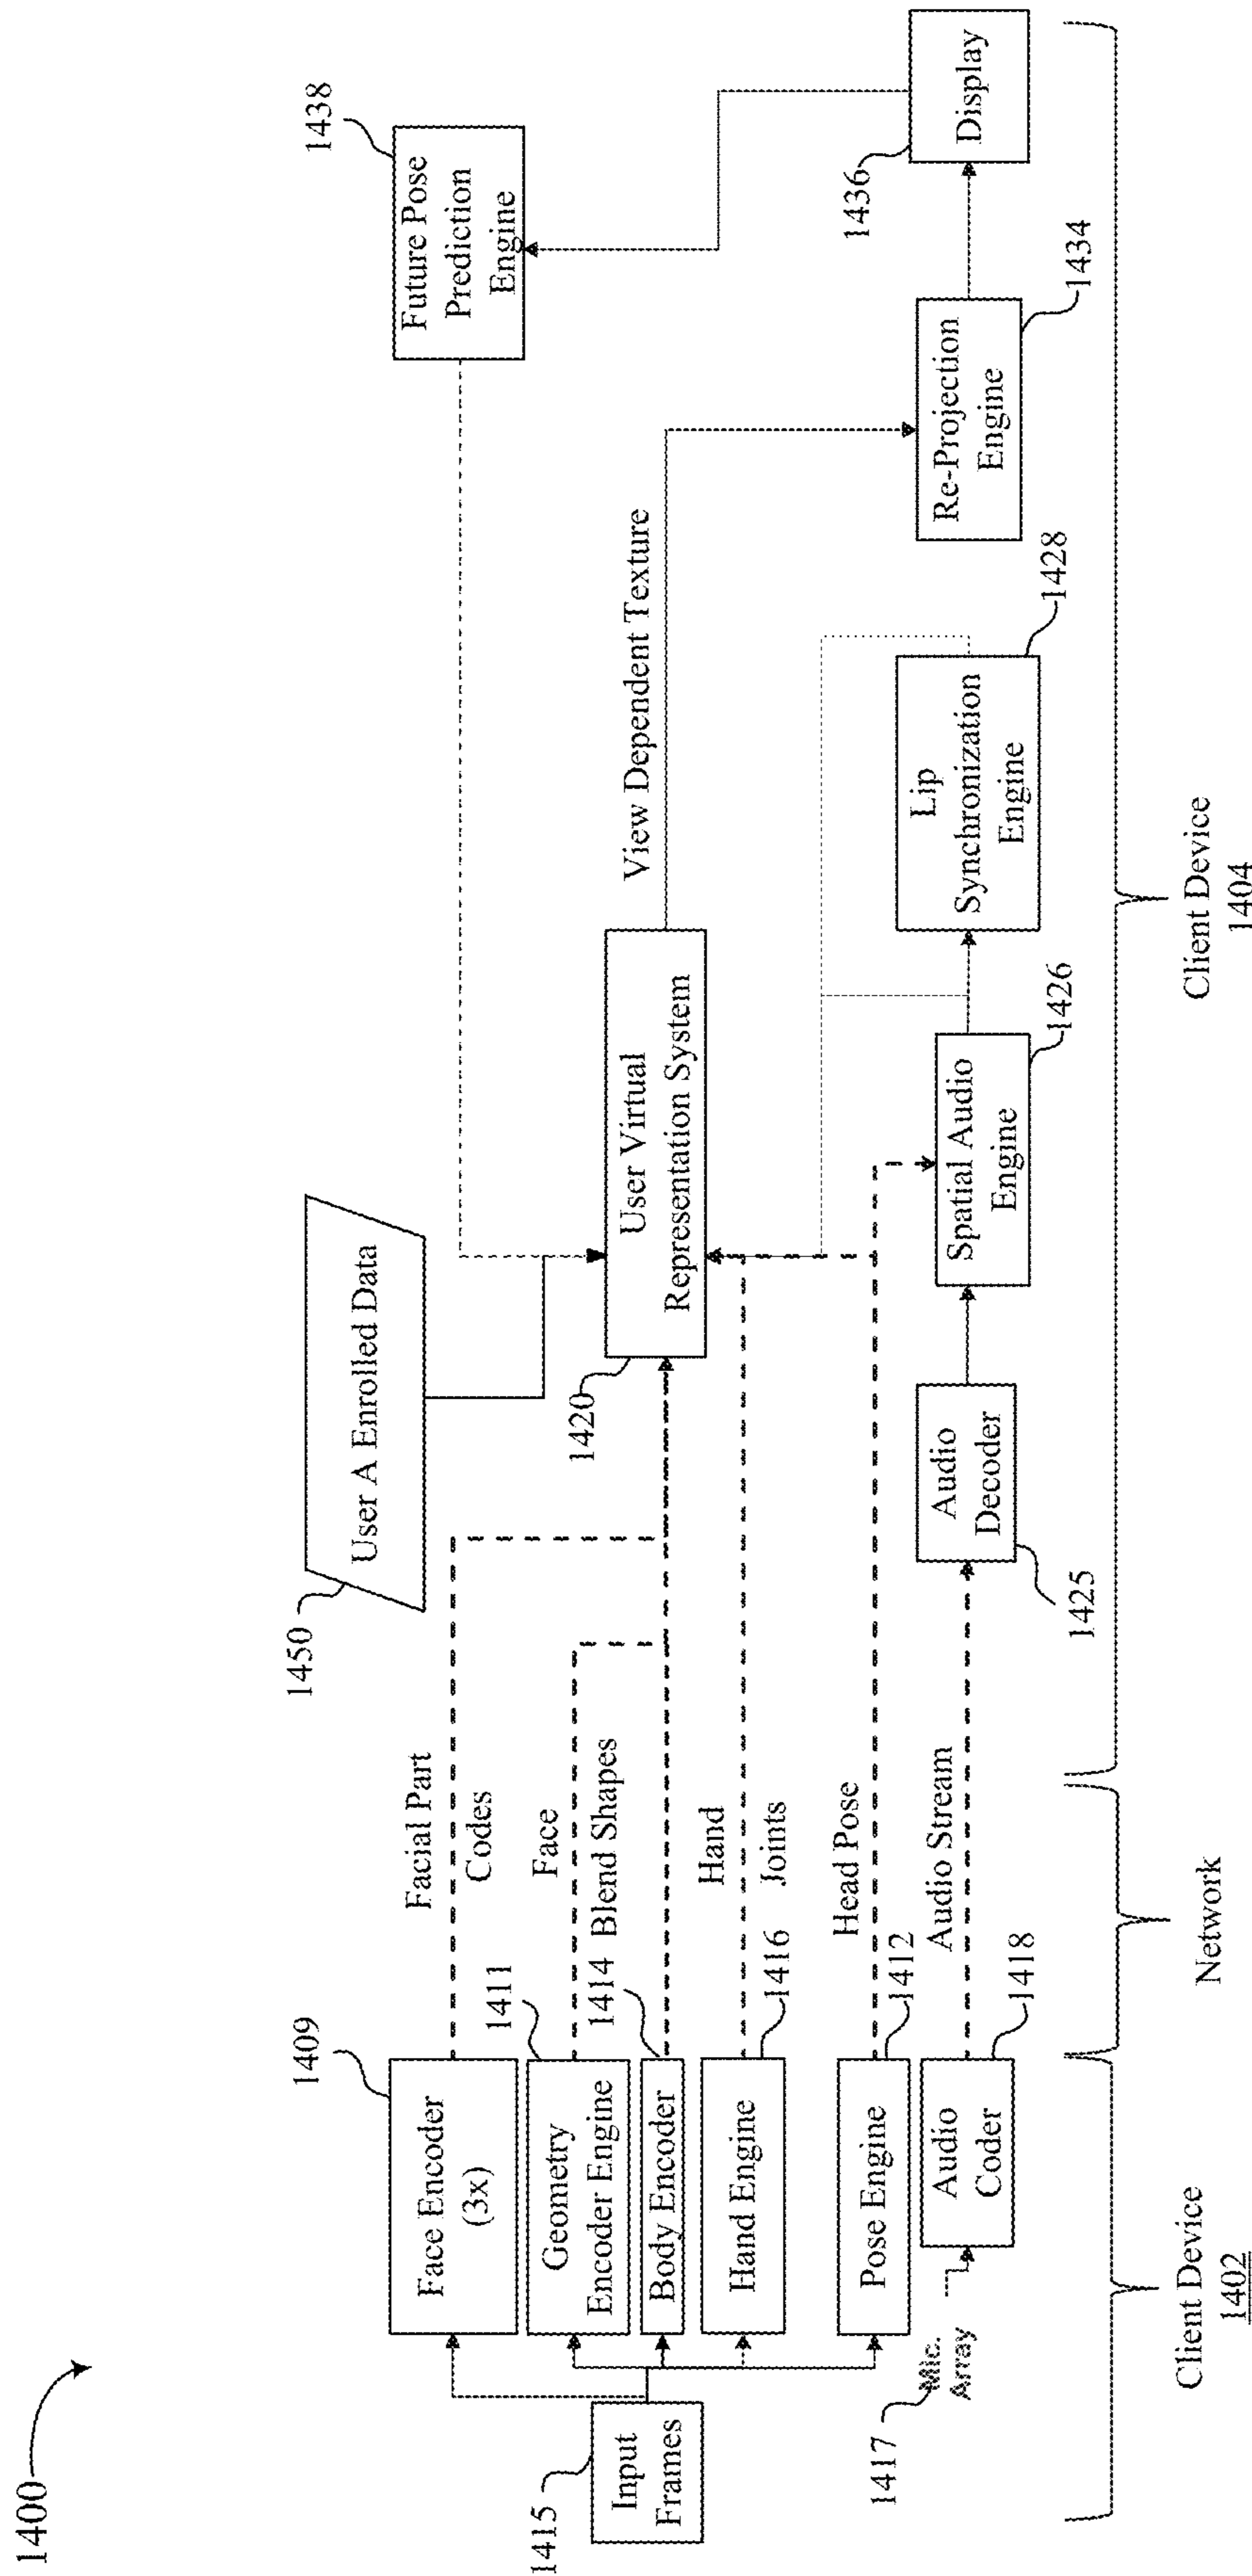 1400
1415
Input
Frames
1409
Face Encoder
(3x)
1411
Geometry
Encoder Engine
1414
Body Encoder
Hand Engine
1416
Pose Engine
1412
1417
Mic.
Array
Audio
Coder
1418
Client Device
1402
Facial Part
Codes
Face
Blend Shapes
Hand
Joints
Head Pose
Audio Stream
Network
1450
User A Enrolled Data
1420
User Virtual
Representation System
View Dependent Texture
1425
Audio
Decoder
Spatial Audio
Engine
1426
Lip
Synchronization
Engine
1428
Re-Projection
Engine
1434
1436
Display
Future Pose
Prediction
Engine
1438
Client Device
1404